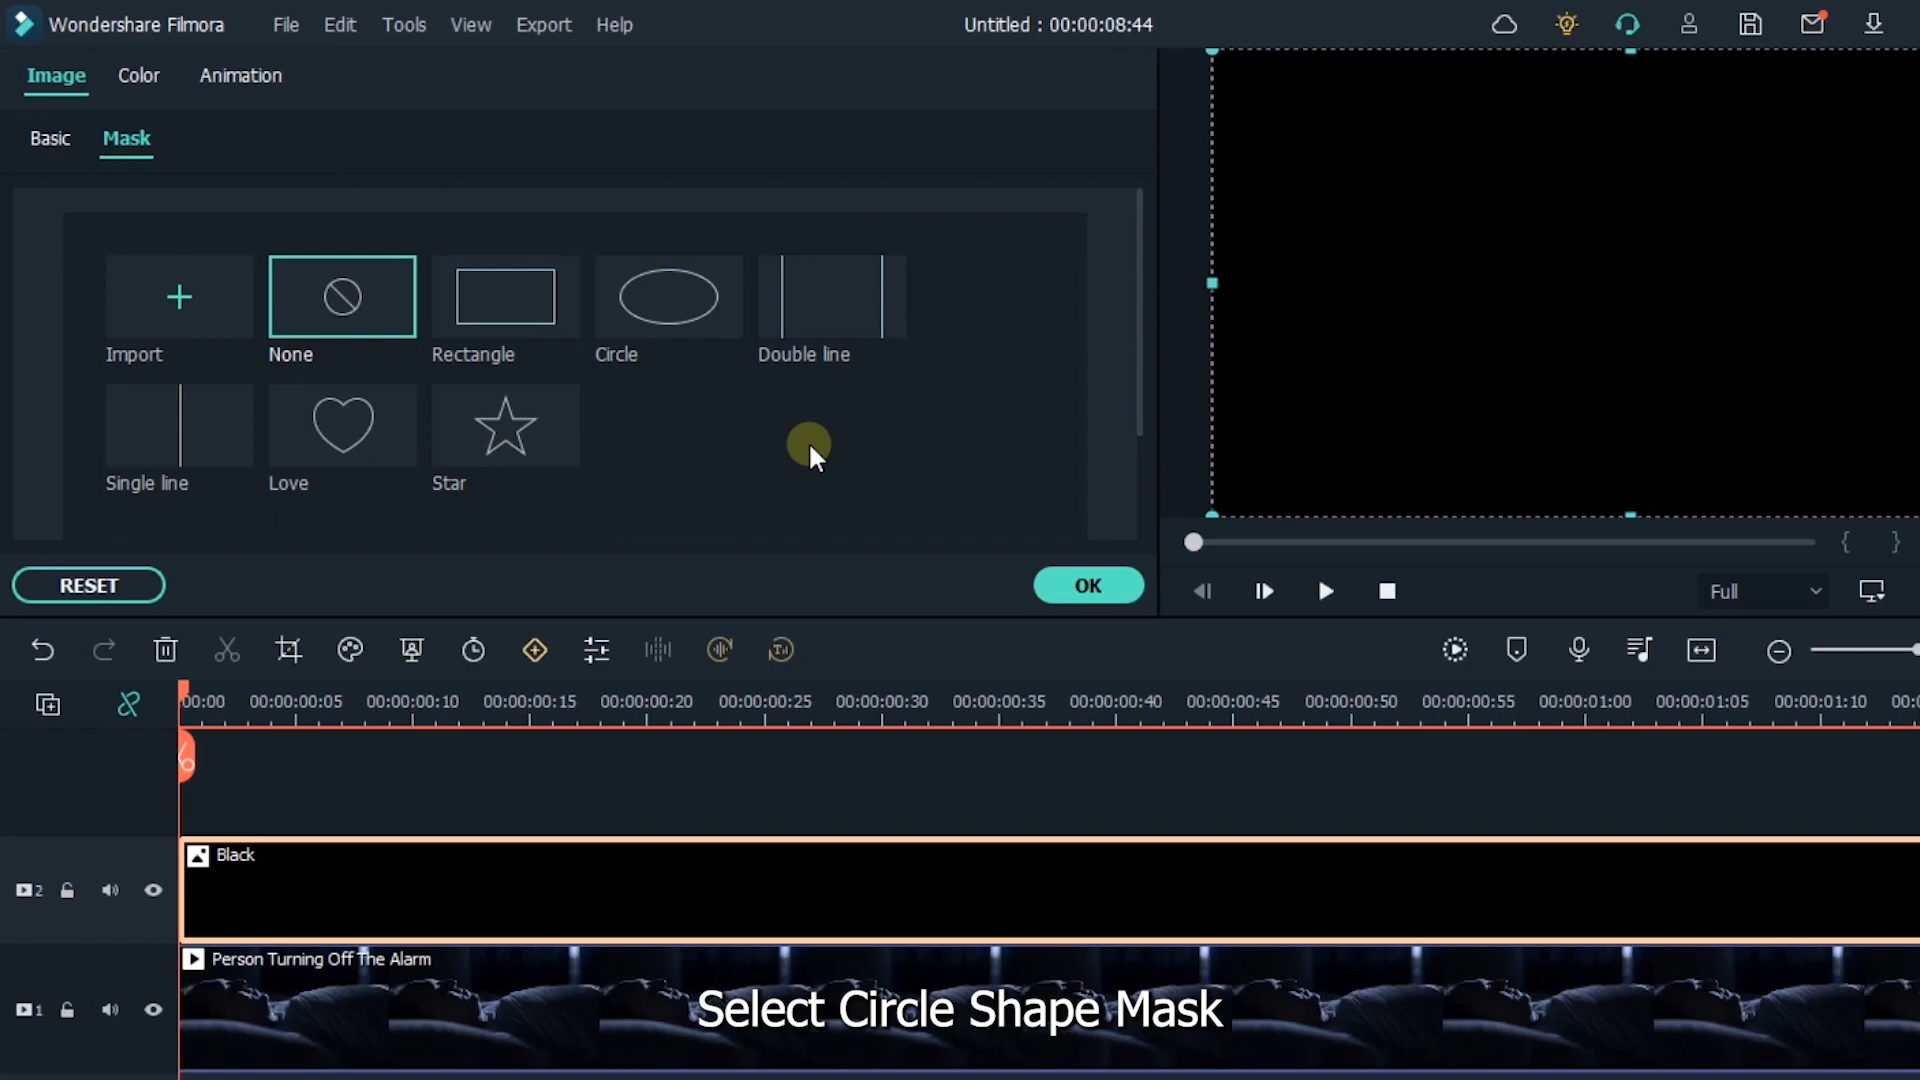 Wondershare Filmora File Edit Tools View Export Help Untitled : 00:00:08:44
Image Color Animation
Basic Mask
Import None Rectangle Circle Double line
Single line Love Star
RESET OK
Full
00:00 00:00:00:05 00:00:00:10 00:00:00:15 00:00:00:20 00:00:00:25 00:00:00:30 00:00:00:35 00:00:00:40 00:00:00:45 00:00:00:50 00:00:00:55 00:00:01:00 00:00:01:05 00:00:01:10 00:0
Black
2
Person Turning Off The Alarm
1
Select Circle Shape Mask